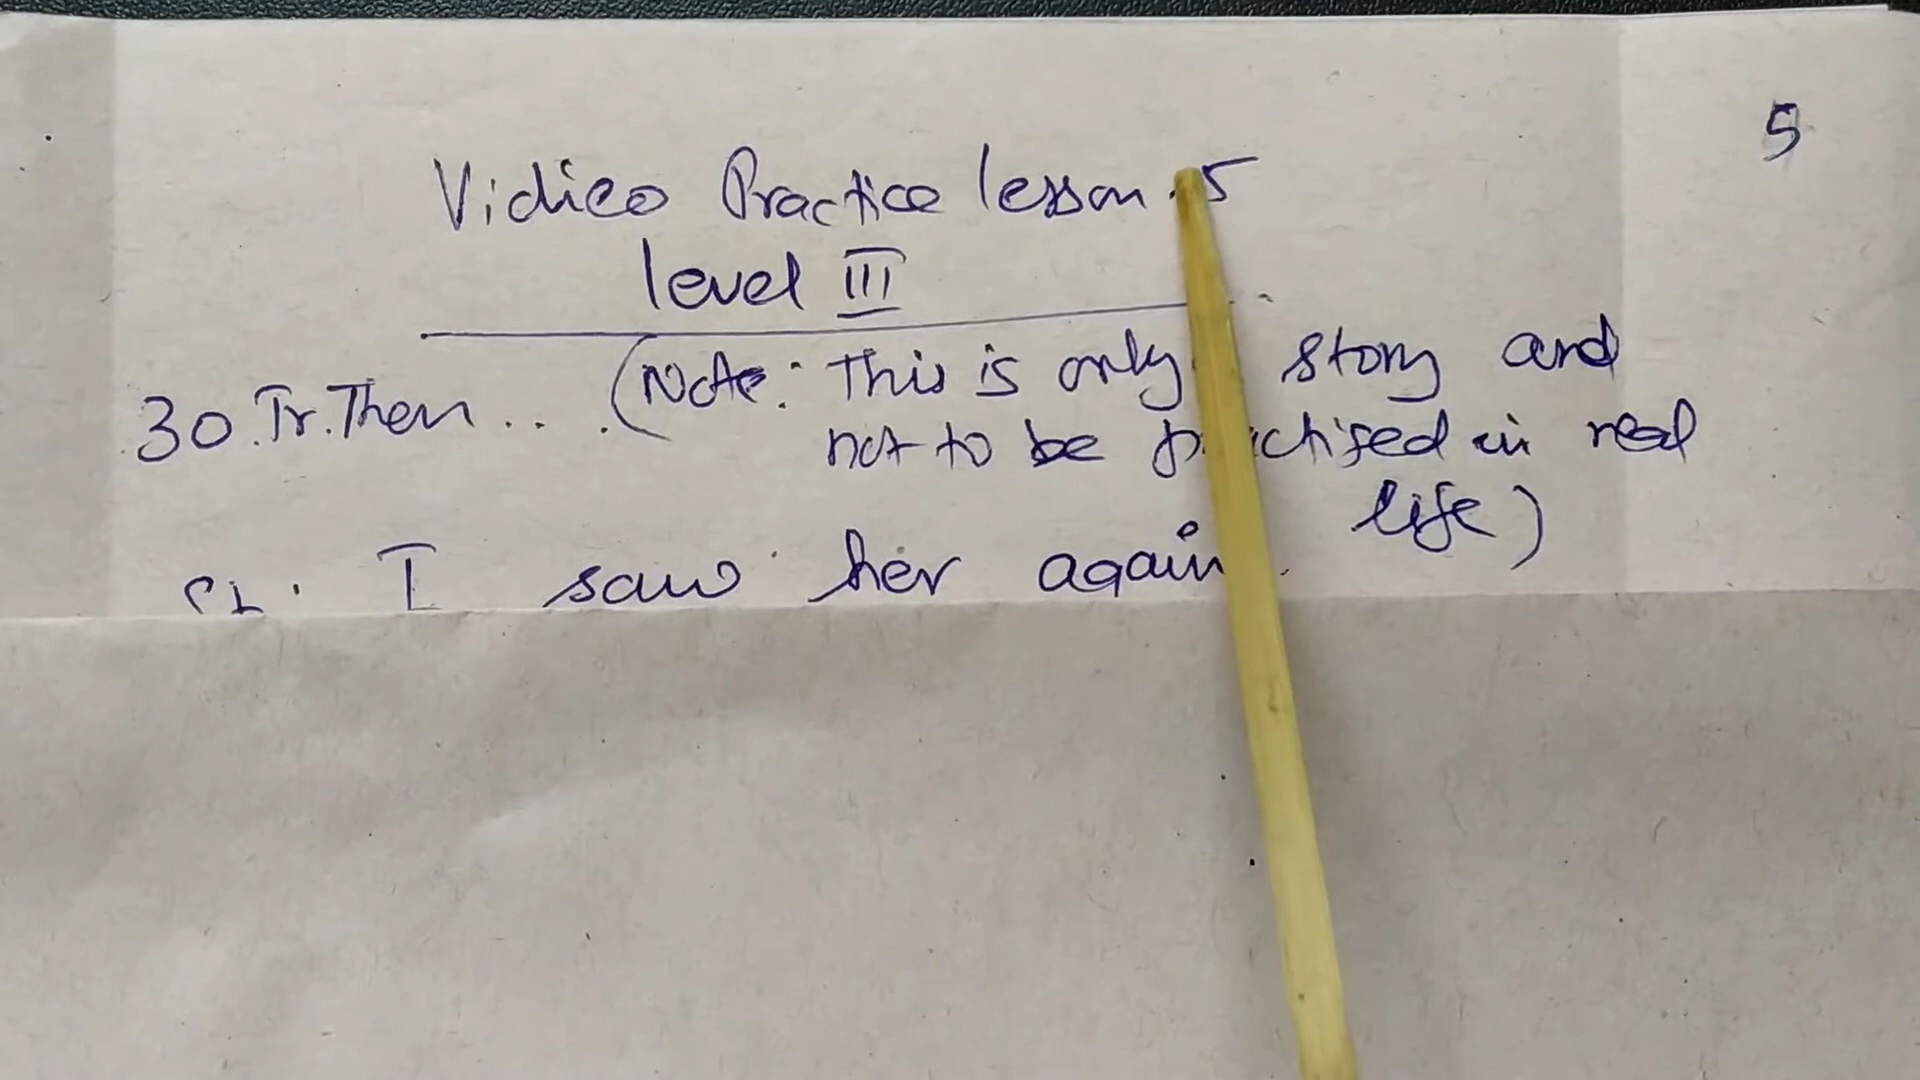 5
Vidieo Practice lesson.5
level III
30.Tr.Then... (Note: This is only story and
not to be practised in real
life)
I saw her again.